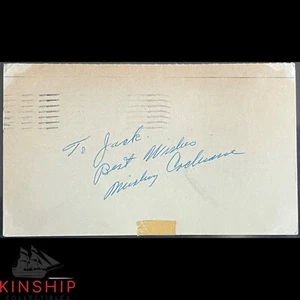 To Jack.
Best Wishes
Mickey Cochrane
KINSHIP
COLLECTIBLES